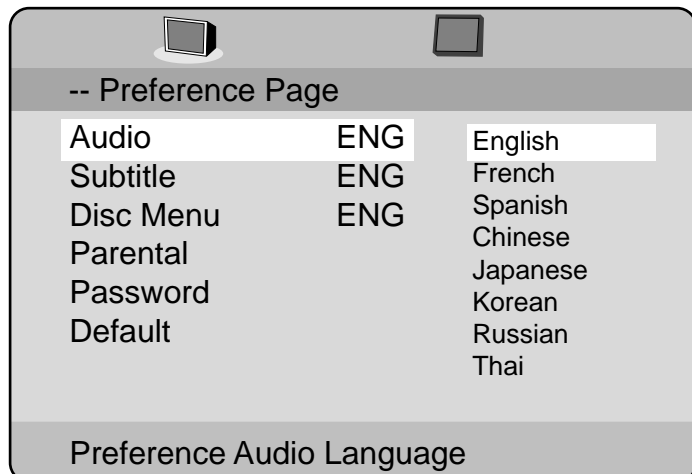 -- Preference Page
Audio ENG
Subtitle ENG
Disc Menu ENG
Parental
Password
Default
English
French
Spanish
Chinese
Japanese
Korean
Russian
Thai
Preference Audio Language